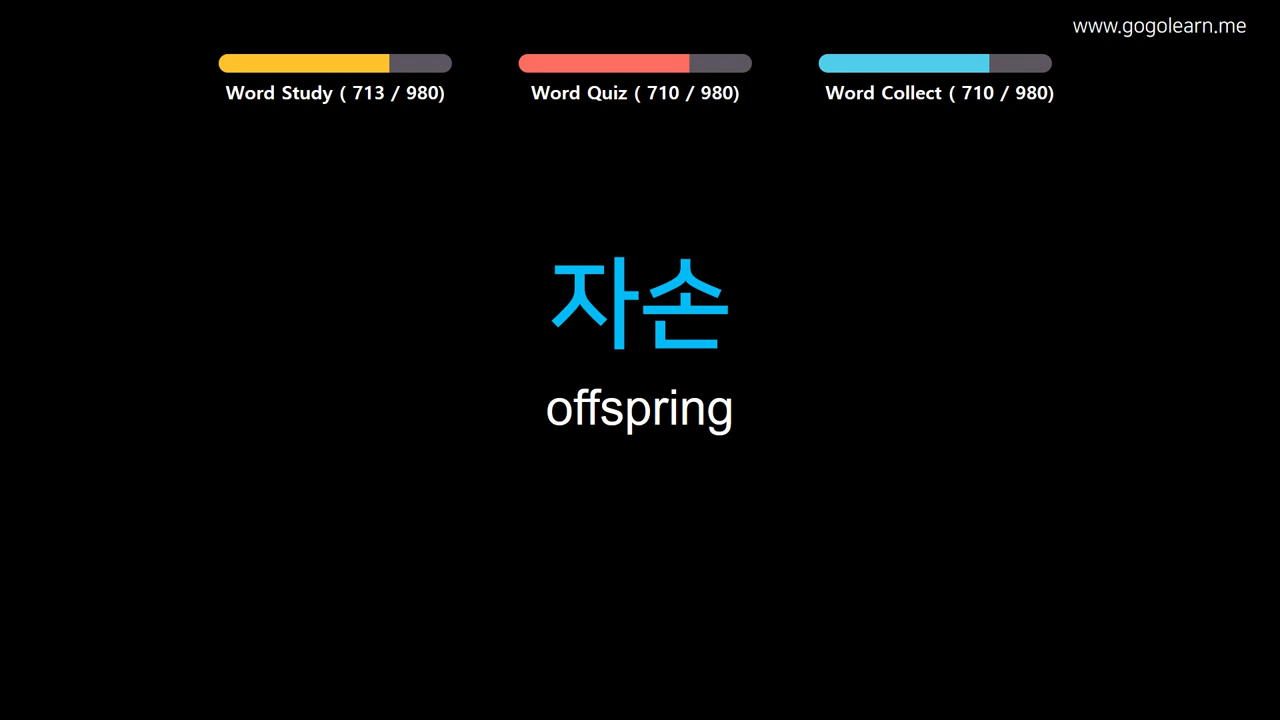 www.gogolearn.me
Word Study ( 713 / 980)
Word Quiz ( 710 / 980)
Word Collect ( 710 / 980)
자손
offspring